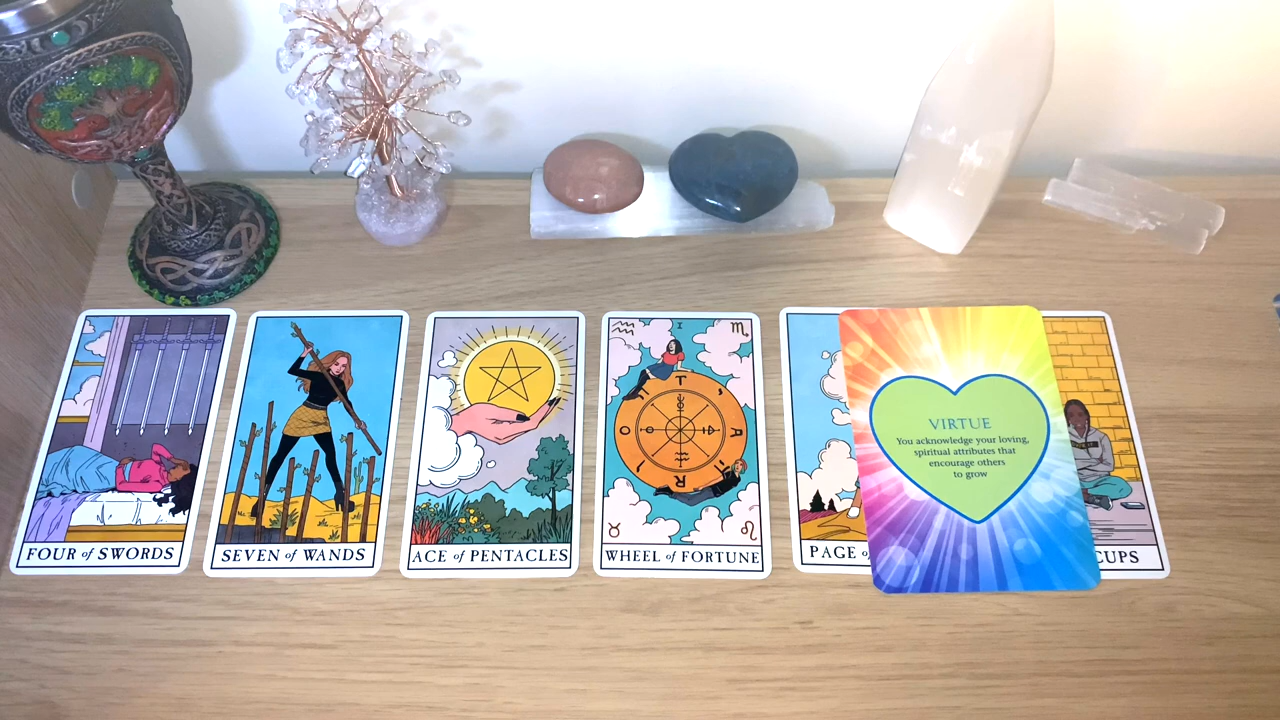 FOUR of SWORDS
SEVEN of WANDS
ACE of PENTACLES
WHEEL of FORTUNE
T A R O
PAGE
VIRTUE
You acknowledge your loving,
spiritual attributes that
encourage others
to grow
CUPS